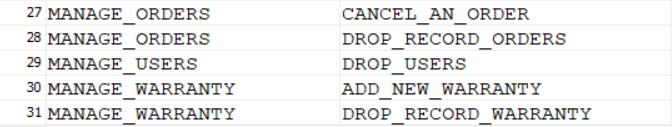 27 MANAGE_ORDERS CANCEL_AN_ORDER
28 MANAGE_ORDERS DROP_RECORD_ORDERS
29 MANAGE_USERS DROP_USERS
30 MANAGE_WARRANTY ADD_NEW_WARRANTY
31 MANAGE_WARRANTY DROP_RECORD_WARRANTY